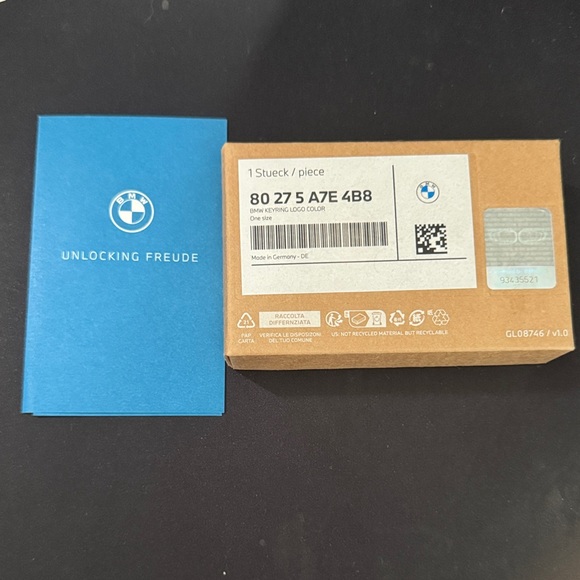 BMW
UNLOCKING FREUDE
1 Stueck / piece
80 27 5 A7E 4B8
BMW KEYRING LOGO COLOR
One size
Made in Germany - DE
93435521
21
PAP
CARTA
RACCOLTA
DIFFERNZIATA
VERIFICA LE DISPOSIZIONI
DEL TUO COMUNE
US: NOT RECYCLED MATERIAL BUT RECYCLABLE
GL08746 / v1.0